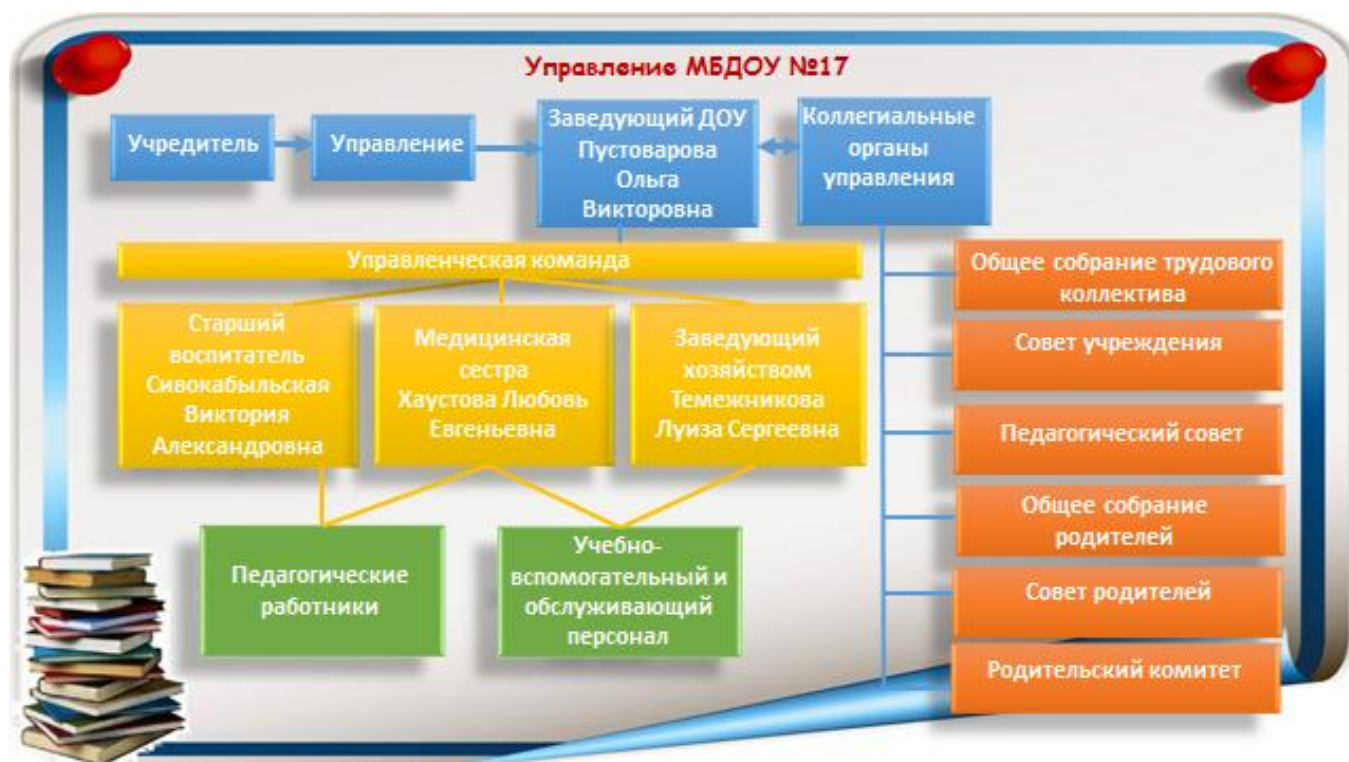 Управление МБДОУ №17
Учредитель
Управление
Заведующий ДОУ
Пустоварова
Ольга
Викторовна
Коллегиальные
органы
управления
Управленческая команда
Старший
воспитатель
Сивокабыльская
Виктория
Александровна
Медицинская
сестра
Хаустова Любовь
Евгеньевна
Заведующий
хозяйством
Темежникова
Луиза Сергеевна
Педагогические
работники
Учебно-
вспомогательный и
обслуживающий
персонал
Общее собрание трудового
коллектива
Совет учреждения
Педагогический совет
Общее собрание
родителей
Совет родителей
Родительский комитет